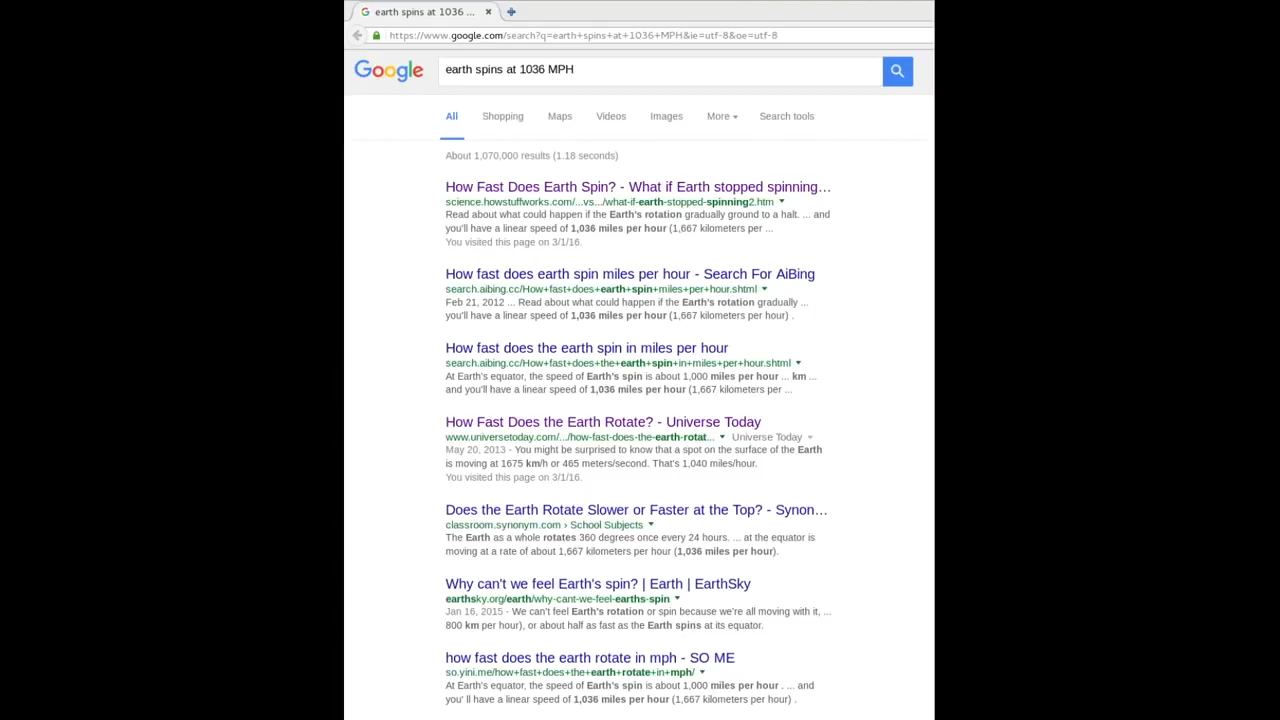 earth spins at 1036 ...
https://www.google.com/search?q=earth+spins+at+1036+MPH&ie=utf-8&oe=utf-8
Google
earth spins at 1036 MPH
All Shopping Maps Videos Images More Search tools
About 1,070,000 results (1.18 seconds)
How Fast Does Earth Spin? - What if Earth stopped spinning...
science.howstuffworks.com/...vs.../what-if-earth-stopped-spinning2.htm
Read about what could happen if the Earth's rotation gradually ground to a halt. ... and
you'll have a linear speed of 1,036 miles per hour (1,667 kilometers per ...
You visited this page on 3/1/16.
How fast does earth spin miles per hour - Search For AiBing
search.aibing.cc/How+fast+does+earth+spin+miles+per+hour.shtml
Feb 21, 2012 ... Read about what could happen if the Earth's rotation gradually ...
you'll have a linear speed of 1,036 miles per hour (1,667 kilometers per hour) .
How fast does the earth spin in miles per hour
search.aibing.cc/How+fast+does+the+earth+spin+in+miles+per+hour.shtml
At Earth's equator, the speed of Earth's spin is about 1,000 miles per hour ... km ...
and you'll have a linear speed of 1,036 miles per hour (1,667 kilometers per ...
How Fast Does the Earth Rotate? - Universe Today
www.universetoday.com/.../how-fast-does-the-earth-rotat... Universe Today
May 20, 2013 - You might be surprised to know that a spot on the surface of the Earth
is moving at 1675 km/h or 465 meters/second. That's 1,040 miles/hour.
You visited this page on 3/1/16.
Does the Earth Rotate Slower or Faster at the Top? - Synon...
classroom.synonym.com › School Subjects
The Earth as a whole rotates 360 degrees once every 24 hours. ... at the equator is
moving at a rate of about 1,667 kilometers per hour (1,036 miles per hour).
Why can't we feel Earth's spin? | Earth | EarthSky
earthsky.org/earth/why-cant-we-feel-earths-spin
Jan 16, 2015 - We can't feel Earth's rotation or spin because we're all moving with it, ...
800 km per hour), or about half as fast as the Earth spins at its equator.
how fast does the earth rotate in mph - SO ME
so.yini.me/how+fast+does+the+earth+rotate+in+mph/
At Earth's equator, the speed of Earth's spin is about 1,000 miles per hour . ... and
you' ll have a linear speed of 1,036 miles per hour (1,667 kilometers per hour) .